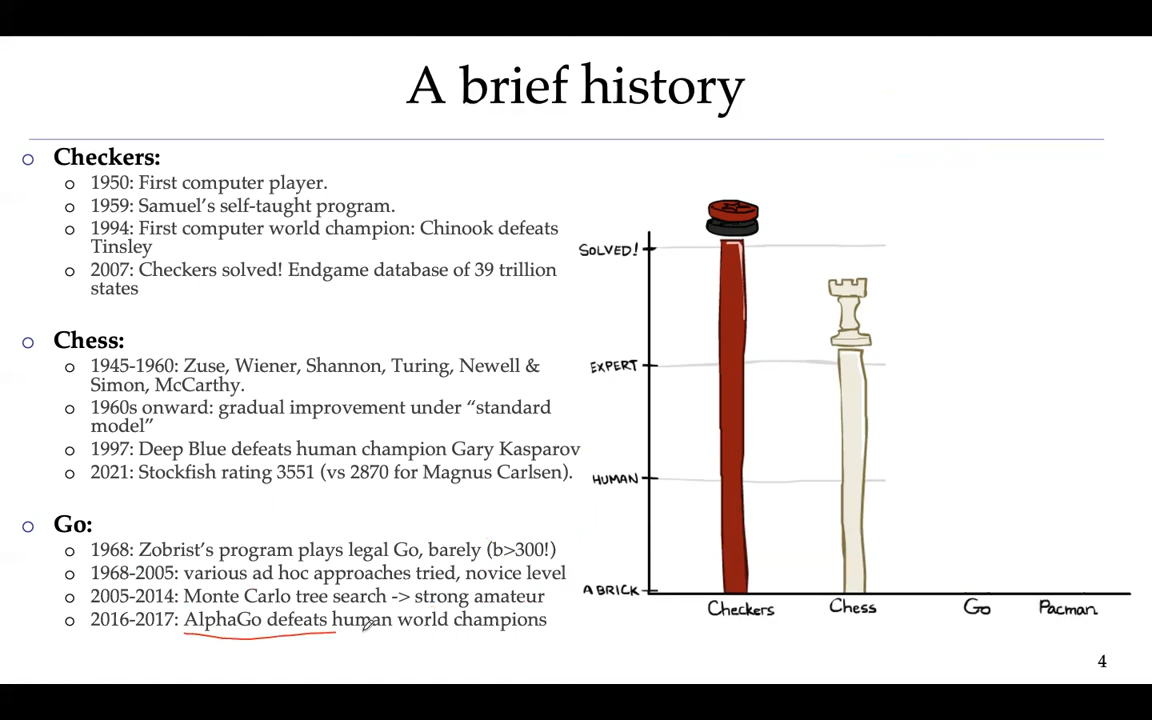 A brief history
Checkers:
1950: First computer player.
1959: Samuel's self-taught program.
1994: First computer world champion: Chinook defeats
Tinsley
2007: Checkers solved! Endgame database of 39 trillion
states
Chess:
1945-1960: Zuse, Wiener, Shannon, Turing, Newell &
Simon, McCarthy.
1960s onward: gradual improvement under “standard
model”
1997: Deep Blue defeats human champion Gary Kasparov
2021: Stockfish rating 3551 (vs 2870 for Magnus Carlsen).
Go:
1968: Zobrist's program plays legal Go, barely (b>300!)
1968-2005: various ad hoc approaches tried, novice level
2005-2014: Monte Carlo tree search -> strong amateur
2016-2017: AlphaGo defeats human world champions
SOLVED!
EXPERT
HUMAN
A BRICK
Checkers Chess Go Pacman
4